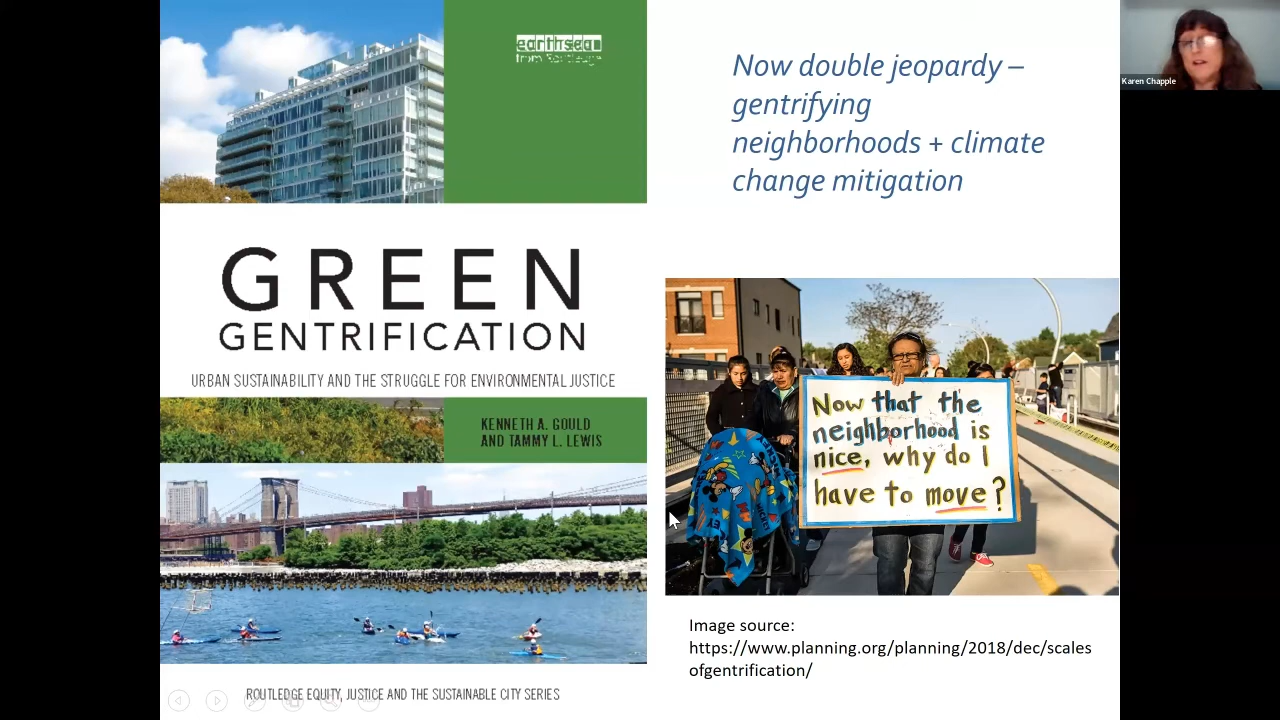 earthscan
from Routledge
GREEN
GENTRIFICATION
URBAN SUSTAINABILITY AND THE STRUGGLE FOR ENVIRONMENTAL JUSTICE
KENNETH A. GOULD
AND TAMMY L. LEWIS
ROUTLEDGE EQUITY, JUSTICE AND THE SUSTAINABLE CITY SERIES
Now double jeopardy –
gentrifying
neighborhoods + climate
change mitigation
Now that the
neighborhood is
nice, why do I
have to move?
Image source:
https://www.planning.org/planning/2018/dec/scales
ofgentrification/
Karen Chapple